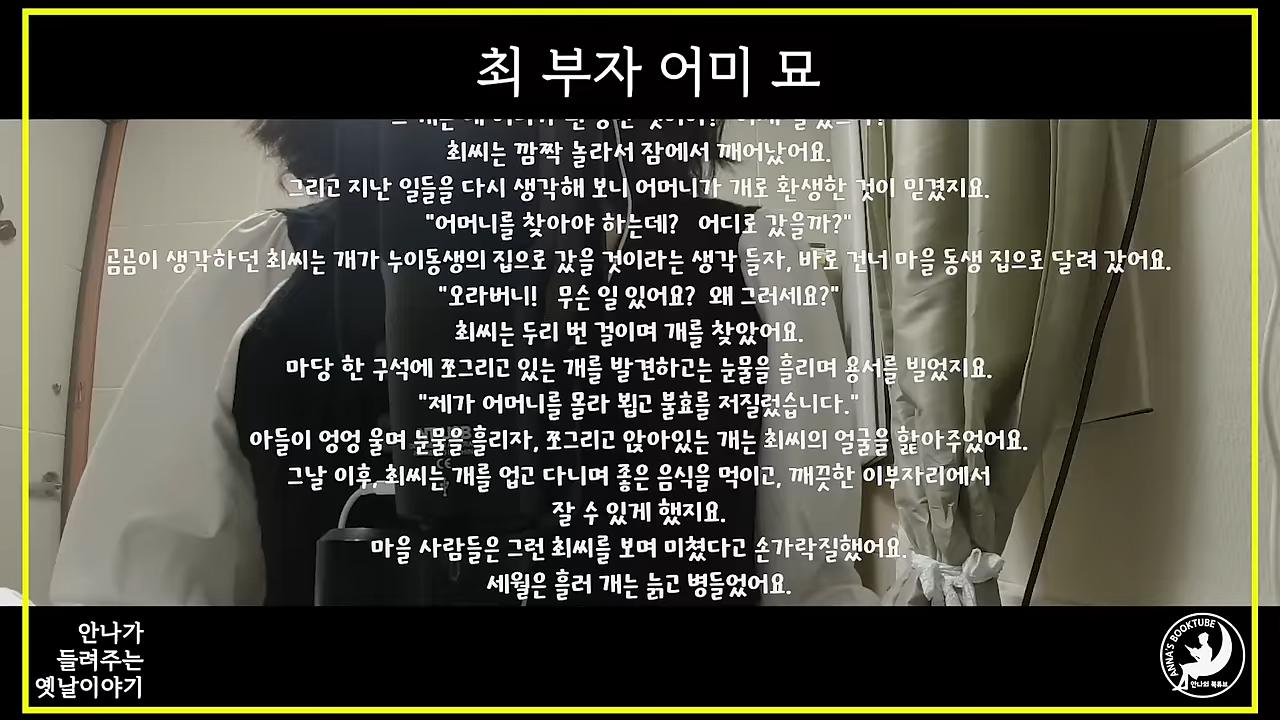 최 부자 어미 묘
최씨는 깜짝 놀라서 잠에서 깨어났어요.
그리고 지난 일들을 다시 생각해 보니 어머니가 개로 환생한 것이 믿겼지요.
"어머니를 찾아야 하는데? 어디로 갔을까?"
곰곰이 생각하던 최씨는 개가 누이동생의 집으로 갔을 것이라는 생각 들자, 바로 건너 마을 동생 집으로 달려 갔어요.
"오라버니! 무슨 일 있어요? 왜 그러세요?"
최씨는 두리 번 걸이며 개를 찾았어요.
마당 한 구석에 쪼그리고 있는 개를 발견하고는 눈물을 흘리며 용서를 빌었지요.
"제가 어머니를 몰라 뵙고 불효를 저질렀습니다."
아들이 엉엉 울며 눈물을 흘리자, 쪼그리고 앉아있는 개는 최씨의 얼굴을 핥아주었어요.
그날 이후, 최씨는 개를 업고 다니며 좋은 음식을 먹이고, 깨끗한 이부자리에서
잘 수 있게 했지요.
마을 사람들은 그런 최씨를 보며 미쳤다고 손가락질했어요.
세월은 흘러 개는 늙고 병들었어요.
안나가
들려주는
옛날이야기
ANNA'S BOOKTUBE
안나의 북튜브